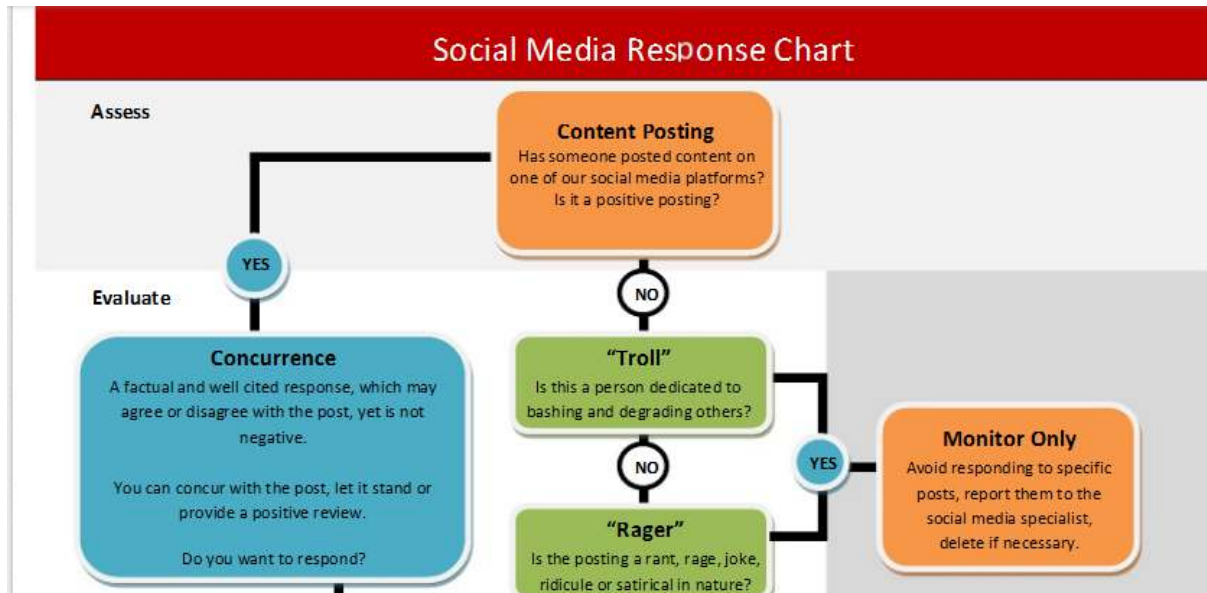 Social Media Response Chart
Assess
Content Posting
Has someone posted content on
one of our social media platforms?
Is it a positive posting?
YES
NO
Evaluate
Concurrence
A factual and well cited response, which may
agree or disagree with the post, yet is not
negative.
You can concur with the post, let it stand or
provide a positive review.
Do you want to respond?
“Troll”
Is this a person dedicated to
bashing and degrading others?
NO
YES
Monitor Only
Avoid responding to specific
posts, report them to the
social media specialist,
delete if necessary.
“Rager”
Is the posting a rant, rage, joke,
ridicule or satirical in nature?